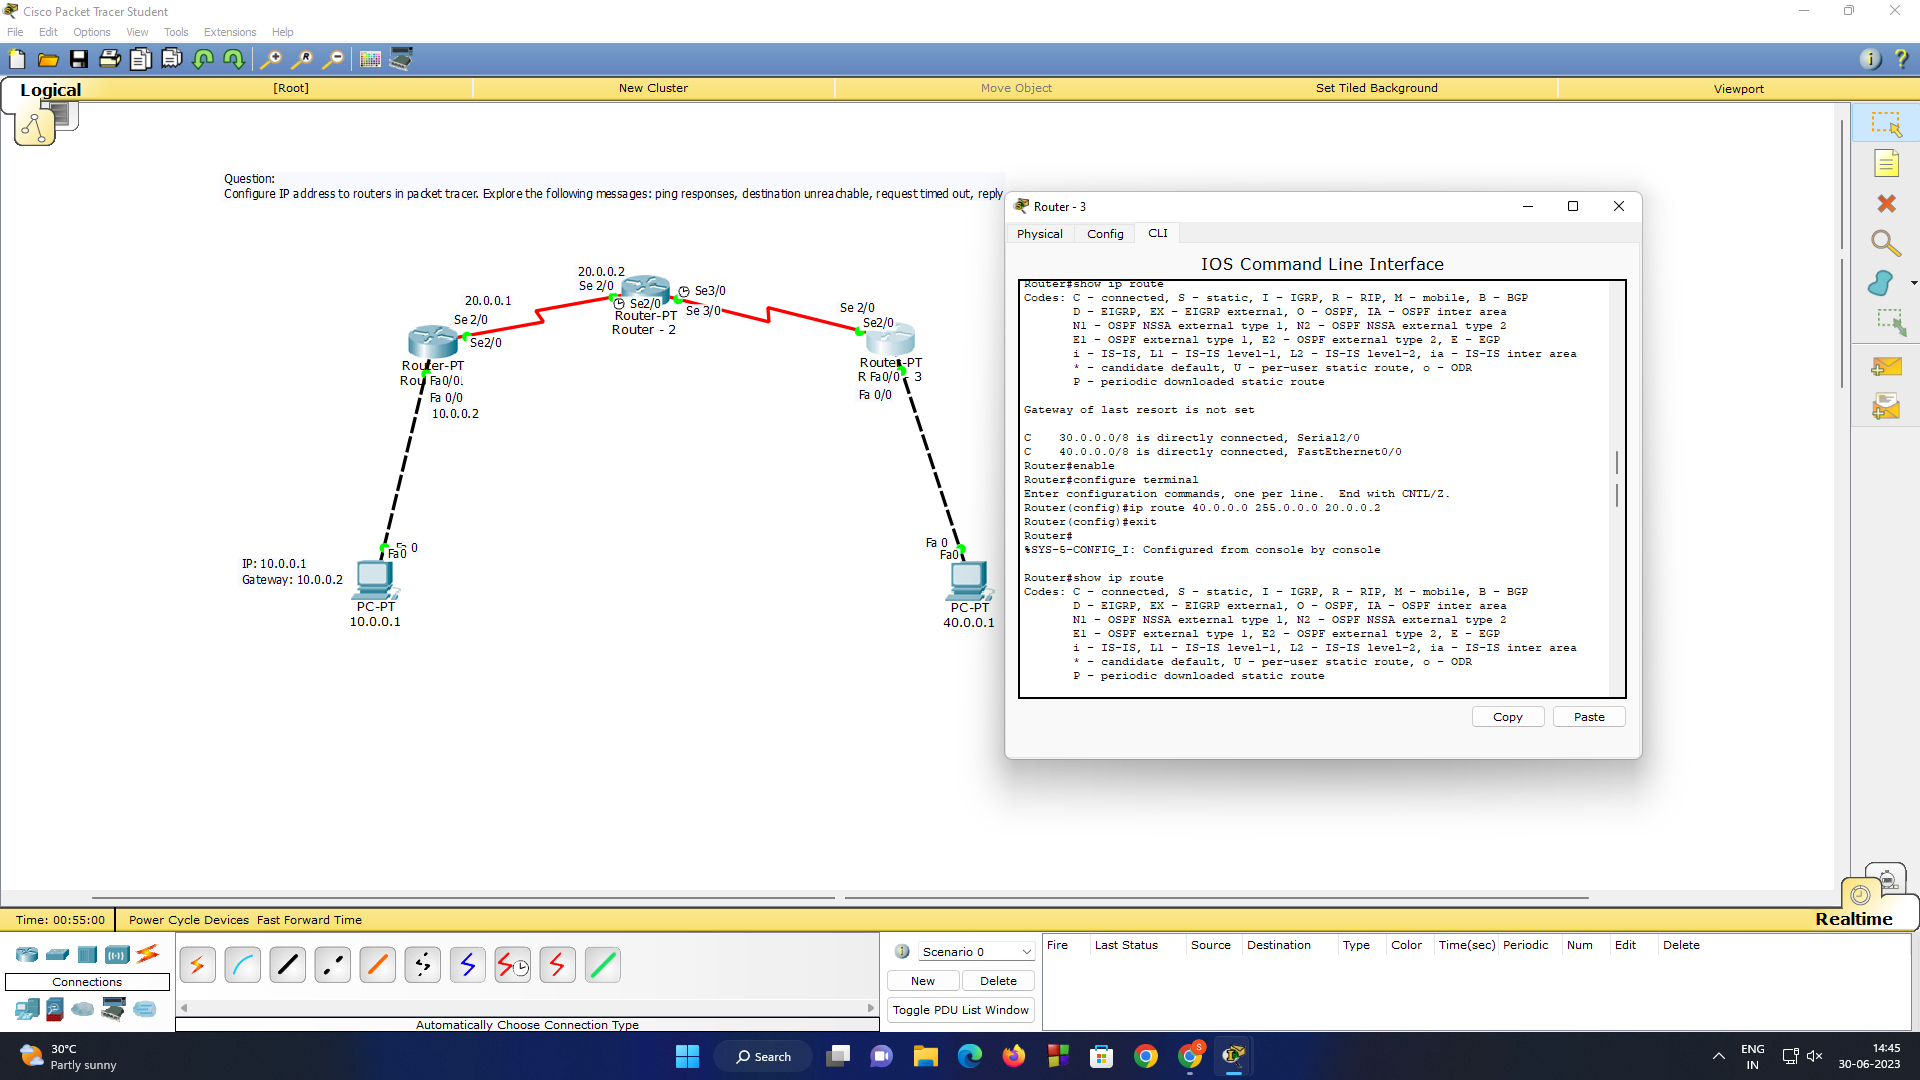 Cisco Packet Tracer Student
File Edit Options View Tools Extensions Help
Logical
[Root]
New Cluster
Move Object
Set Tiled Background
Viewport
Question:
Configure IP address to routers in packet tracer. Explore the following messages: ping responses, destination unreachable, request timed out, reply
20.0.0.2
Se 2/0
Se2/0
Se3/0
Se 3/0
Router-PT
Router - 2
20.0.0.1
Se 2/0
Se2/0
Router-PT
Rou Fa0/0.
Fa 0/0
10.0.0.2
Se 2/0
Se2/0
Router-PT
R Fa0/0 - 3
Fa 0/0
Fa0
IP: 10.0.0.1
Gateway: 10.0.0.2
PC-PT
10.0.0.1
Fa 0
Fa0
PC-PT
40.0.0.1
Router - 3
Physical Config CLI
IOS Command Line Interface
Router#show ip route
Codes: C - connected, S - static, I - IGRP, R - RIP, M - mobile, B - BGP
D - EIGRP, EX - EIGRP external, O - OSPF, IA - OSPF inter area
N1 - OSPF NSSA external type 1, N2 - OSPF NSSA external type 2
E1 - OSPF external type 1, E2 - OSPF external type 2, E - EGP
i - IS-IS, L1 - IS-IS level-1, L2 - IS-IS level-2, ia - IS-IS inter area
* - candidate default, U - per-user static route, o - ODR
P - periodic downloaded static route
Gateway of last resort is not set
C 30.0.0.0/8 is directly connected, Serial2/0
C 40.0.0.0/8 is directly connected, FastEthernet0/0
Router#enable
Router#configure terminal
Enter configuration commands, one per line. End with CNTL/Z.
Router(config)#ip route 40.0.0.0 255.0.0.0 20.0.0.2
Router(config)#exit
Router#
%SYS-5-CONFIG_I: Configured from console by console
Router#show ip route
Codes: C - connected, S - static, I - IGRP, R - RIP, M - mobile, B - BGP
D - EIGRP, EX - EIGRP external, O - OSPF, IA - OSPF inter area
N1 - OSPF NSSA external type 1, N2 - OSPF NSSA external type 2
E1 - OSPF external type 1, E2 - OSPF external type 2, E - EGP
i - IS-IS, L1 - IS-IS level-1, L2 - IS-IS level-2, ia - IS-IS inter area
* - candidate default, U - per-user static route, o - ODR
P - periodic downloaded static route
Copy Paste
Time: 00:55:00 Power Cycle Devices Fast Forward Time
Realtime
Connections
Automatically Choose Connection Type
Scenario 0
New Delete
Toggle PDU List Window
Fire Last Status Source Destination Type Color Time(sec) Periodic Num Edit Delete
30°C
Partly sunny
Search
S
ENG
IN
14:45
30-06-2023